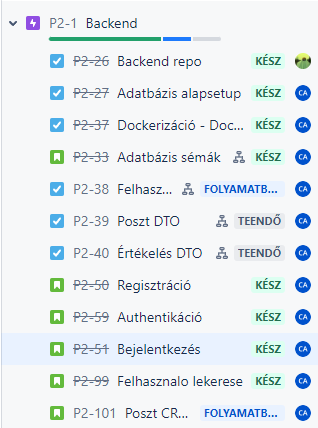 P2-1 Backend
P2-26 Backend repo KÉSZ
P2-27 Adatbázis alapsetup KÉSZ CA
P2-37 Dockerizáció - Doc... KÉSZ CA
P2-33 Adatbázis sémák KÉSZ CA
P2-38 Felhasz... FOLYAMATB... CA
P2-39 Poszt DTO TEENDŐ CA
P2-40 Értékelés DTO TEENDŐ CA
P2-50 Regisztráció KÉSZ CA
P2-59 Authentikáció KÉSZ CA
P2-51 Bejelentkezés KÉSZ CA
P2-99 Felhasznalo lekerese KÉSZ CA
P2-101 Poszt CR... FOLYAMATB... CA